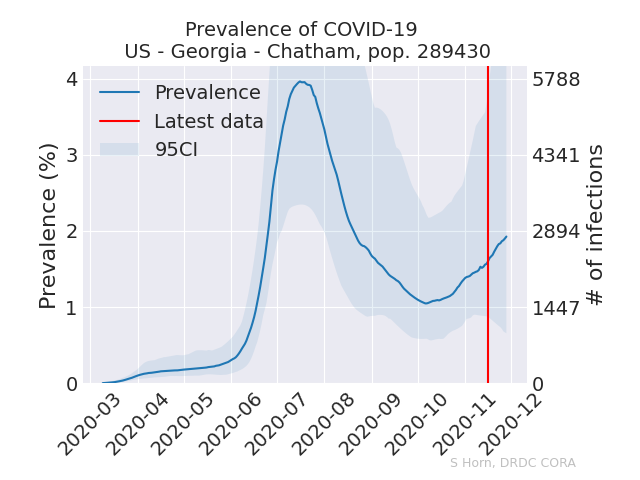 Prevalence of COVID-19
US - Georgia - Chatham, pop. 289430
Prevalence
Latest data
95CI
Prevalence (%)
4
3
2
1
0
5788
4341
2894
1447
0
# of infections
2020-03
2020-04
2020-05
2020-06
2020-07
2020-08
2020-09
2020-10
2020-11
2020-12
S Horn, DRDC CORA